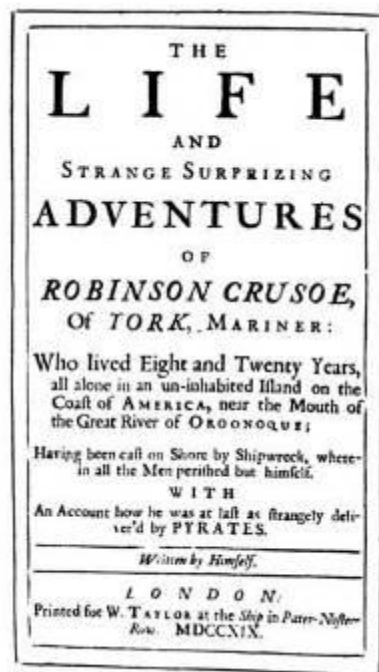 THE
LIFE
AND
STRANGE SURPRIZING
ADVENTURES
OF
ROBINSON CRUSOE,
Of YORK, MARINER:
Who lived Eight and Twenty Years,
all alone in an un-inhabited Iſland on the
Coaſt of AMERICA, near the Mouth of
the Great River of OROONOQUE;
Having been caſt on Shore by Shipwreck, where-
in all the Men periſhed but himſelf.
WITH
An Account how he was at laſt as ſtrangely deli-
ver'd by PYRATES.
Written by Himſelf.
LONDON:
Printed for W. TAYLOR at the Ship in Pater-Noſter-
Row. MDCCXIX.